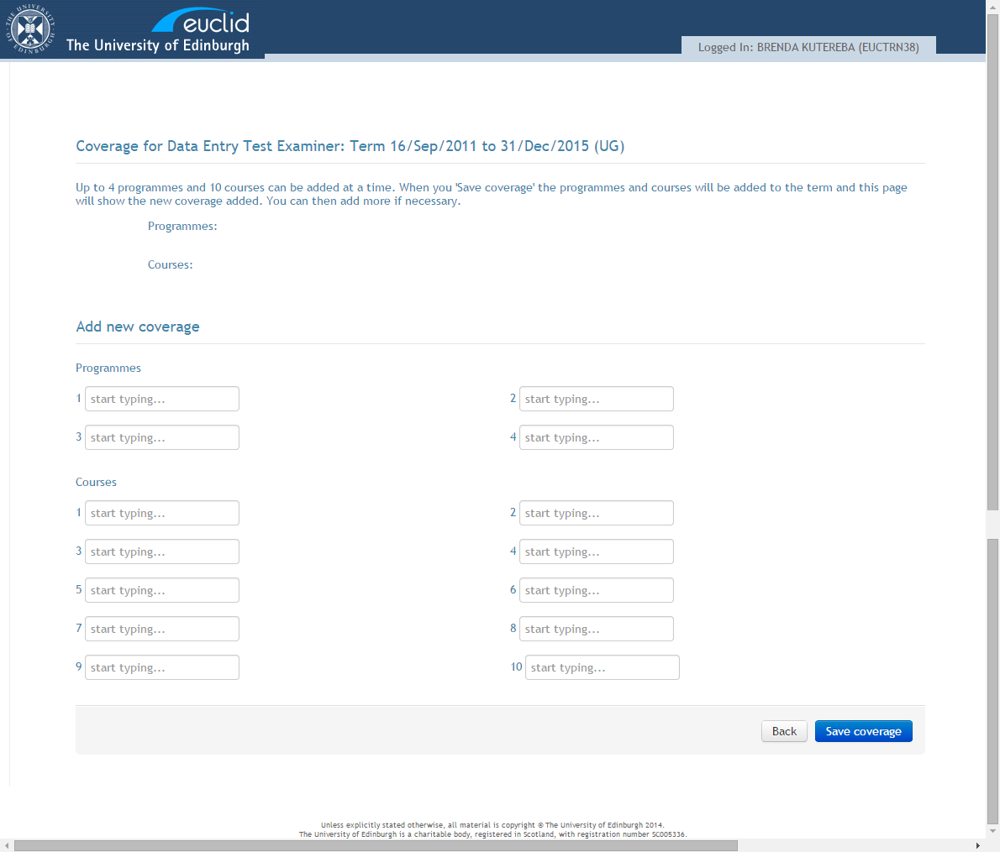 THE UNIVERSITY OF EDINBURGH
euclid
The University of Edinburgh
Logged In: BRENDA KUTEREBA (EUCTRN38)
Coverage for Data Entry Test Examiner: Term 16/Sep/2011 to 31/Dec/2015 (UG)
Up to 4 programmes and 10 courses can be added at a time. When you 'Save coverage' the programmes and courses will be added to the term and this page
will show the new coverage added. You can then add more if necessary.
Programmes:
Courses:
Add new coverage
Programmes
1 start typing... 2 start typing...
3 start typing... 4 start typing...
Courses
1 start typing... 2 start typing...
3 start typing... 4 start typing...
5 start typing... 6 start typing...
7 start typing... 8 start typing...
9 start typing... 10 start typing...
Back Save coverage
Unless explicitly stated otherwise, all material is copyright © The University of Edinburgh 2014.
The University of Edinburgh is a charitable body, registered in Scotland, with registration number SC005336.